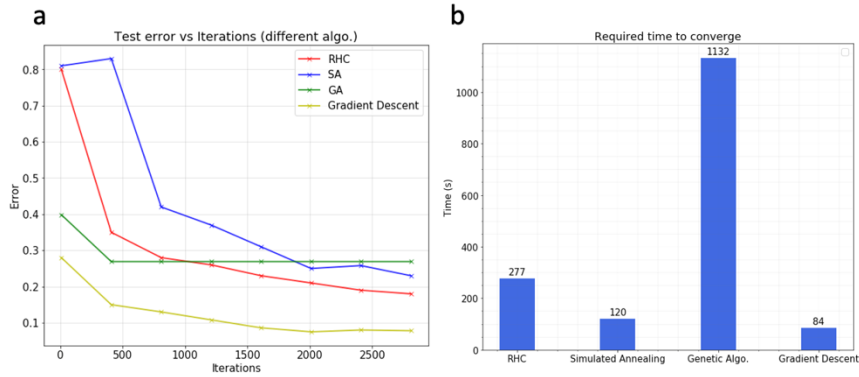 a
Test error vs Iterations (different algo.)
RHC
SA
GA
Gradient Descent
Error
0.8
0.7
0.6
0.5
0.4
0.3
0.2
0.1
0 500 1000 1500 2000 2500
Iterations
b
Required time to converge
Time (s)
1000
800
600
400
200
0
277
120
1132
84
RHC Simulated Annealing Genetic Algo. Gradient Descent